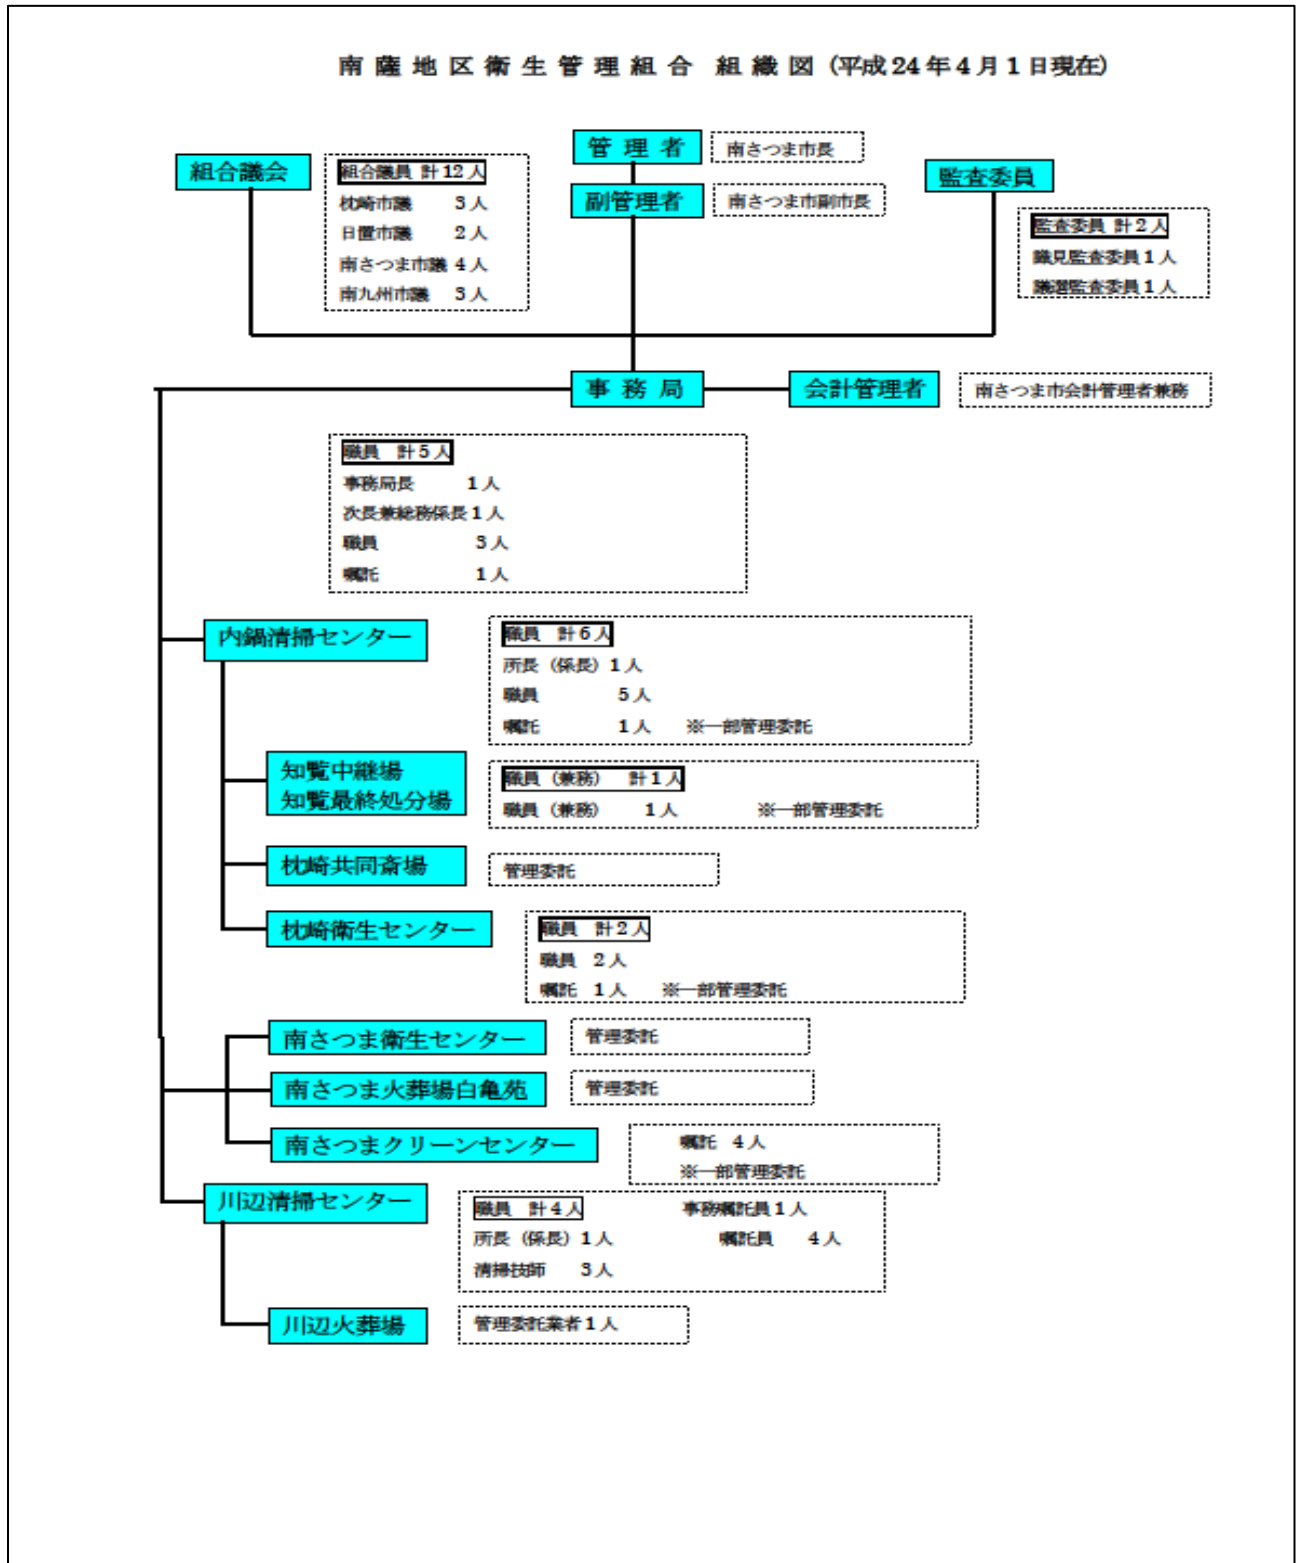 南薩地区衛生管理組合 組織図 (平成24年4月1日現在)
管理者
南さつま市長
組合議会
組合議員 計12人
枕崎市議 3人
日置市議 2人
南さつま市議 4人
南九州市議 3人
副管理者
南さつま市副市長
監査委員
監査委員 計2人
識見監査委員1人
議選監査委員1人
事務局
会計管理者
南さつま市会計管理者兼務
職員 計5人
事務局長 1人
次長兼総務係長1人
職員 3人
嘱託 1人
内鍋清掃センター
職員 計6人
所長(係長)1人
職員 5人
嘱託 1人 ※一部管理委託
知覧中継場
知覧最終処分場
職員(兼務) 計1人
職員(兼務) 1人 ※一部管理委託
枕崎共同斎場
管理委託
枕崎衛生センター
職員 計2人
職員 2人
嘱託 1人 ※一部管理委託
南さつま衛生センター
管理委託
南さつま火葬場白亀苑
管理委託
南さつまクリーンセンター
嘱託 4人
※一部管理委託
川辺清掃センター
職員 計4人 事務嘱託員1人
所長(係長)1人 嘱託員 4人
清掃技師 3人
川辺火葬場
管理委託業者1人